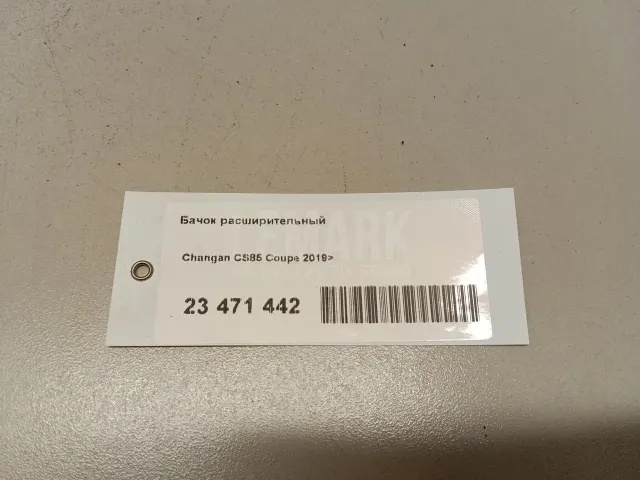 Бачок расширительный
Changan CS85 Coupe 2019>
23 471 442